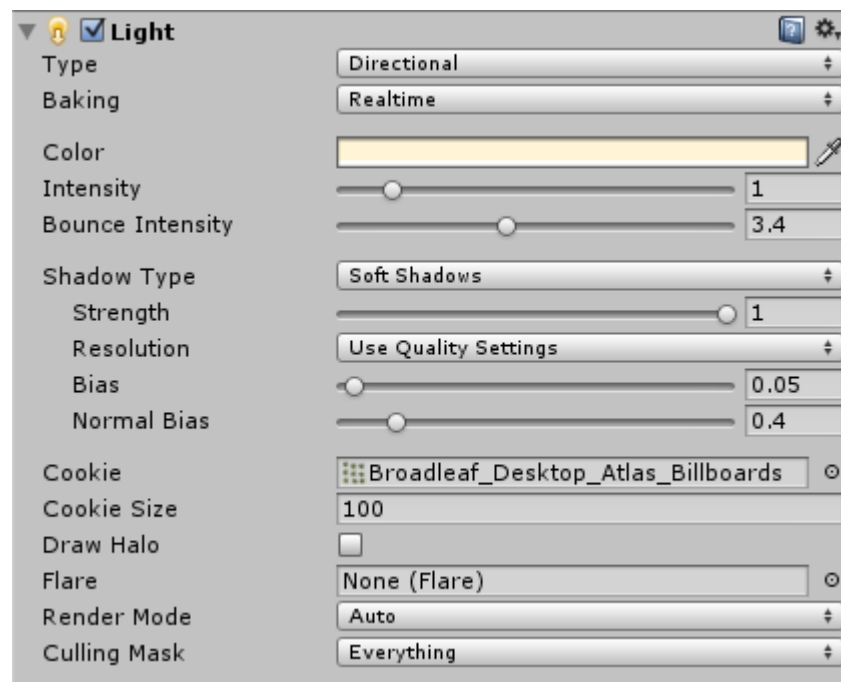 Light
Type Directional
Baking Realtime
Color
Intensity 1
Bounce Intensity 3.4
Shadow Type Soft Shadows
Strength 1
Resolution Use Quality Settings
Bias 0.05
Normal Bias 0.4
Cookie Broadleaf_Desktop_Atlas_Billboards
Cookie Size 100
Draw Halo
Flare None (Flare)
Render Mode Auto
Culling Mask Everything